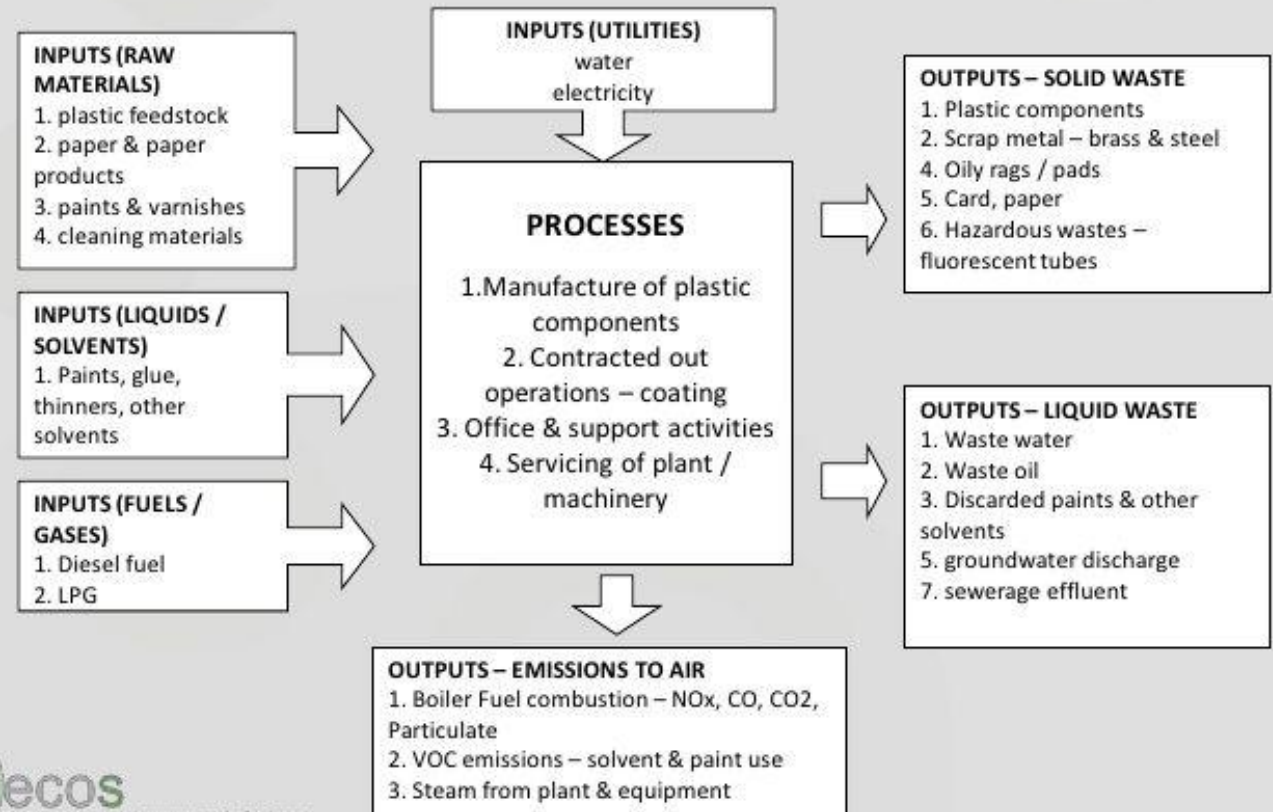 INPUTS (RAW
MATERIALS)
1. plastic feedstock
2. paper & paper
products
3. paints & varnishes
4. cleaning materials
INPUTS (UTILITIES)
water
electricity
INPUTS (LIQUIDS /
SOLVENTS)
1. Paints, glue,
thinners, other
solvents
INPUTS (FUELS /
GASES)
1. Diesel fuel
2. LPG
PROCESSES
1.Manufacture of plastic
components
2. Contracted out
operations – coating
3. Office & support activities
4. Servicing of plant /
machinery
OUTPUTS – SOLID WASTE
1. Plastic components
2. Scrap metal – brass & steel
4. Oily rags / pads
5. Card, paper
6. Hazardous wastes –
fluorescent tubes
OUTPUTS – LIQUID WASTE
1. Waste water
2. Waste oil
3. Discarded paints & other
solvents
5. groundwater discharge
7. sewerage effluent
OUTPUTS – EMISSIONS TO AIR
1. Boiler Fuel combustion – NOx, CO, CO2,
Particulate
2. VOC emissions – solvent & paint use
3. Steam from plant & equipment
ecos